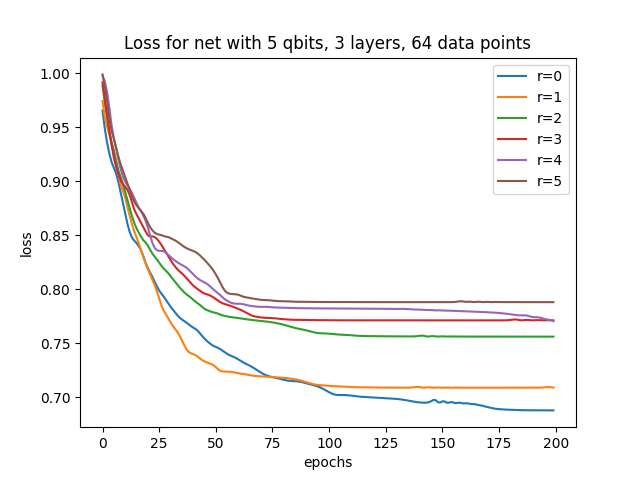 Loss for net with 5 qbits, 3 layers, 64 data points
1.00
0.95
0.90
0.85
0.80
0.75
0.70
loss
r=0
r=1
r=2
r=3
r=4
r=5
0 25 50 75 100 125 150 175 200
epochs